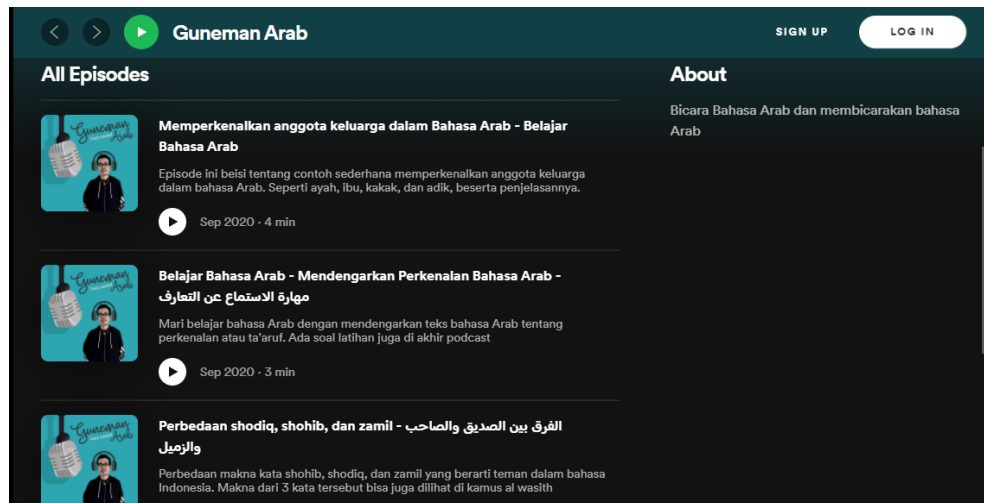 Guneman Arab
SIGN UP
LOG IN
All Episodes
Guneman Arab
Memperkenalkan anggota keluarga dalam Bahasa Arab - Belajar
Bahasa Arab
Episode ini beisi tentang contoh sederhana memperkenalkan anggota keluarga
dalam bahasa Arab. Seperti ayah, ibu, kakak, dan adik, beserta penjelasannya.
Sep 2020 · 4 min
Guneman Arab
Belajar Bahasa Arab - Mendengarkan Perkenalan Bahasa Arab -
مهارة الاستماع عن التعارف
Mari belajar bahasa Arab dengan mendengarkan teks bahasa Arab tentang
perkenalan atau ta'aruf. Ada soal latihan juga di akhir podcast
Sep 2020 · 3 min
Guneman Arab
Perbedaan shodiq, shohib, dan zamil - الفرق بين الصديق والصاحب
والزميل
Perbedaan makna kata shohib, shodiq, dan zamil yang berarti teman dalam bahasa
Indonesia. Makna dari 3 kata tersebut bisa juga dilihat di kamus al wasith
About
Bicara Bahasa Arab dan membicarakan bahasa
Arab